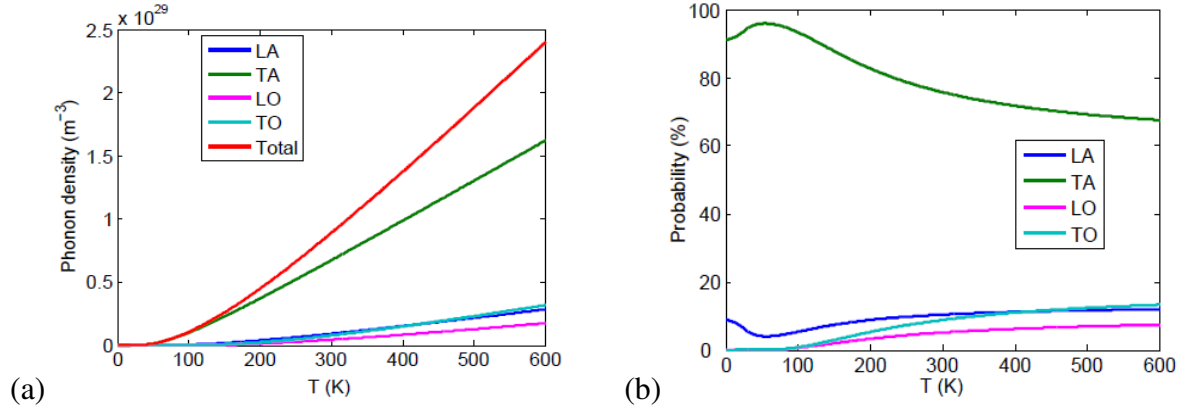 x 10^29
2.5
2
1.5
1
0.5
0
Phonon density (m^−3)
LA
TA
LO
TO
Total
0 100 200 300 400 500 600
T (K)
(a)
100
80
60
40
20
0
Probability (%)
LA
TA
LO
TO
0 100 200 300 400 500 600
T (K)
(b)